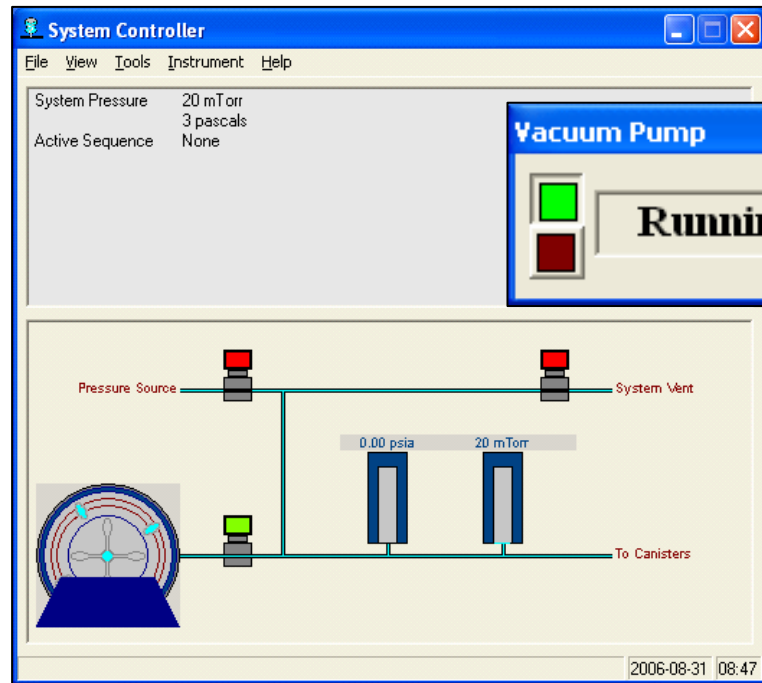 System Controller
File View Tools Instrument Help
System Pressure 20 mTorr
3 pascals
Active Sequence None
Vacuum Pump
Runni
Pressure Source
System Vent
0.00 psia 20 mTorr
To Canisters
2006-08-31 08:47